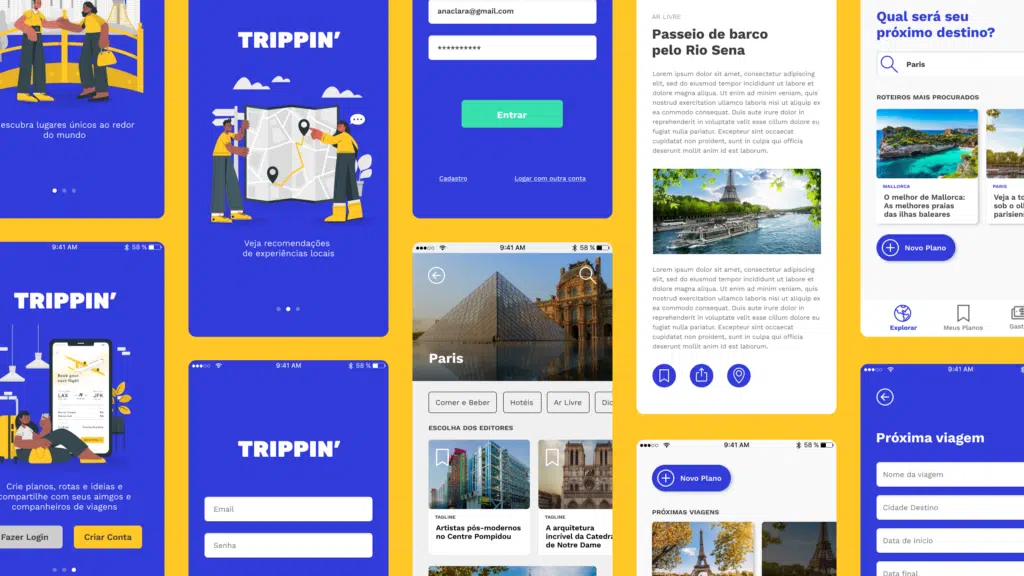 escubra lugares únicos ao redor
do mundo
9:41 AM
58 %
TRIPPIN’
Book your
next flight
LAX
JFK
Crie planos, rotas e ideias e
compartilhe com seus aimgos e
companheiros de viagens
Fazer Login
Criar Conta
TRIPPIN’
Veja recomendações
de experiências locais
9:41 AM
58 %
TRIPPIN’
Email
Senha
anaclara@gmail.com
**********
Entrar
Cadastro
Logar com outra conta
9:41 AM
58 %
Paris
Comer e Beber
Hotéis
Ar Livre
Dic
ESCOLHA DOS EDITORES
TAGLINE
Artistas pós-modernos
no Centre Pompidou
TAGLINE
A arquitetura
incrível da Catedra
de Notre Dame
AR LIVRE
Passeio de barco
pelo Rio Sena
Lorem ipsum dolor sit amet, consectetur adipiscing
elit, sed do eiusmod tempor incididunt ut labore et
dolore magna aliqua. Ut enim ad minim veniam, quis
nostrud exercitation ullamco laboris nisi ut aliquip ex
ea commodo consequat. Duis aute irure dolor in
reprehenderit in voluptate velit esse cillum dolore eu
fugiat nulla pariatur. Excepteur sint occaecat
cupidatat non proident, sunt in culpa qui officia
deserunt mollit anim id est laborum.
Lorem ipsum dolor sit amet, consectetur adipiscing
elit, sed do eiusmod tempor incididunt ut labore et
dolore magna aliqua. Ut enim ad minim veniam, quis
nostrud exercitation ullamco laboris nisi ut aliquip ex
ea commodo consequat. Duis aute irure dolor in
reprehenderit in voluptate velit esse cillum dolore eu
fugiat nulla pariatur. Excepteur sint occaecat
cupidatat non proident, sunt in culpa qui officia
deserunt mollit anim id est laborum.
9:41 AM
58 %
Novo Plano
PRÓXIMAS VIAGENS
Qual será seu
próximo destino?
Paris
ROTEIROS MAIS PROCURADOS
MALLORCA
O melhor de Mallorca:
As melhores praias
das ilhas baleares
PARIS
Veja a to
sob o oll
parisiens
Novo Plano
Explorar
Meus Planos
Gast
9:41 AM
Próxima viagem
Nome da viagem
Cidade Destino
Data de início
Data final